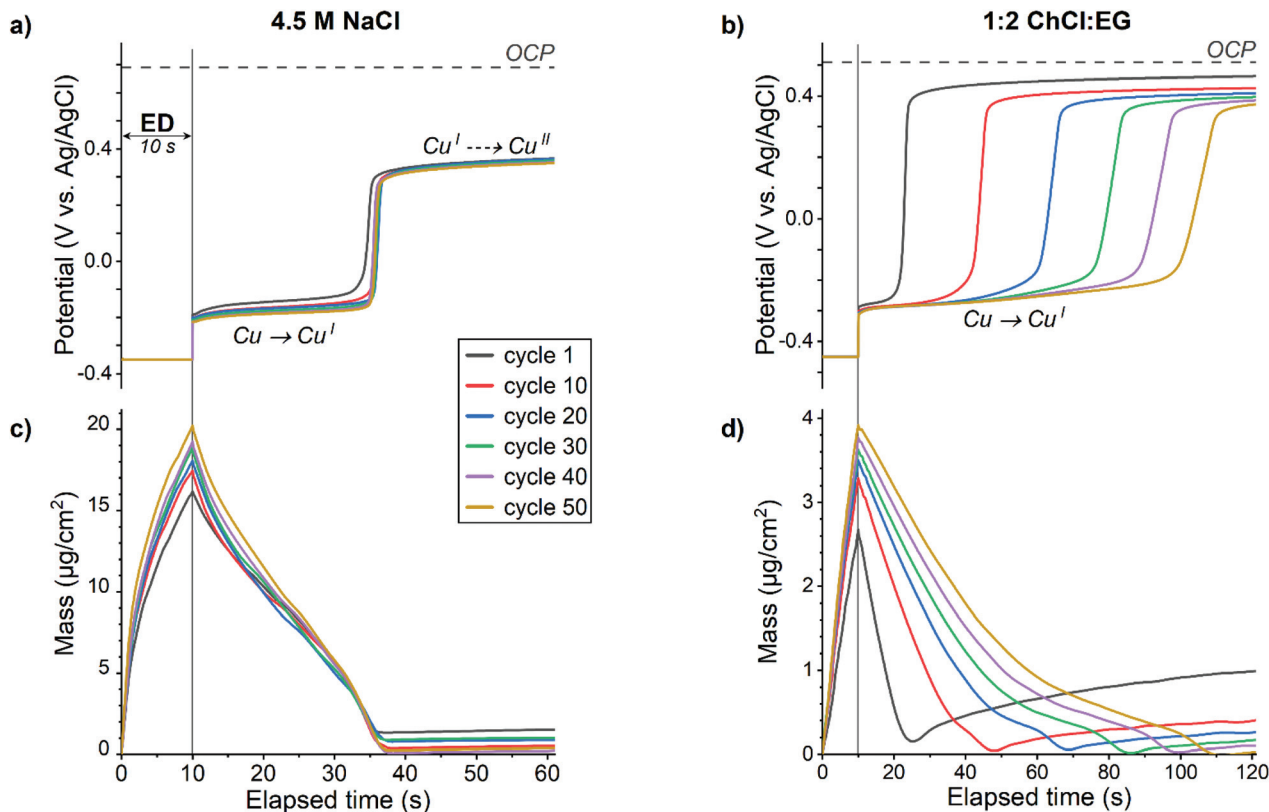 4.5 M NaCl
1:2 ChCl:EG
a)
OCP
ED
10 s
Cu^I ---→ Cu^II
Cu → Cu^I
Potential (V vs. Ag/AgCl)
0.4
0.0
-0.4
b)
OCP
Cu → Cu^I
Potential (V vs. Ag/AgCl)
0.4
0.0
-0.4
cycle 1
cycle 10
cycle 20
cycle 30
cycle 40
cycle 50
c)
Mass (µg/cm²)
20
15
10
5
0
0 10 20 30 40 50 60
Elapsed time (s)
d)
Mass (µg/cm²)
4
3
2
1
0
0 20 40 60 80 100 120
Elapsed time (s)